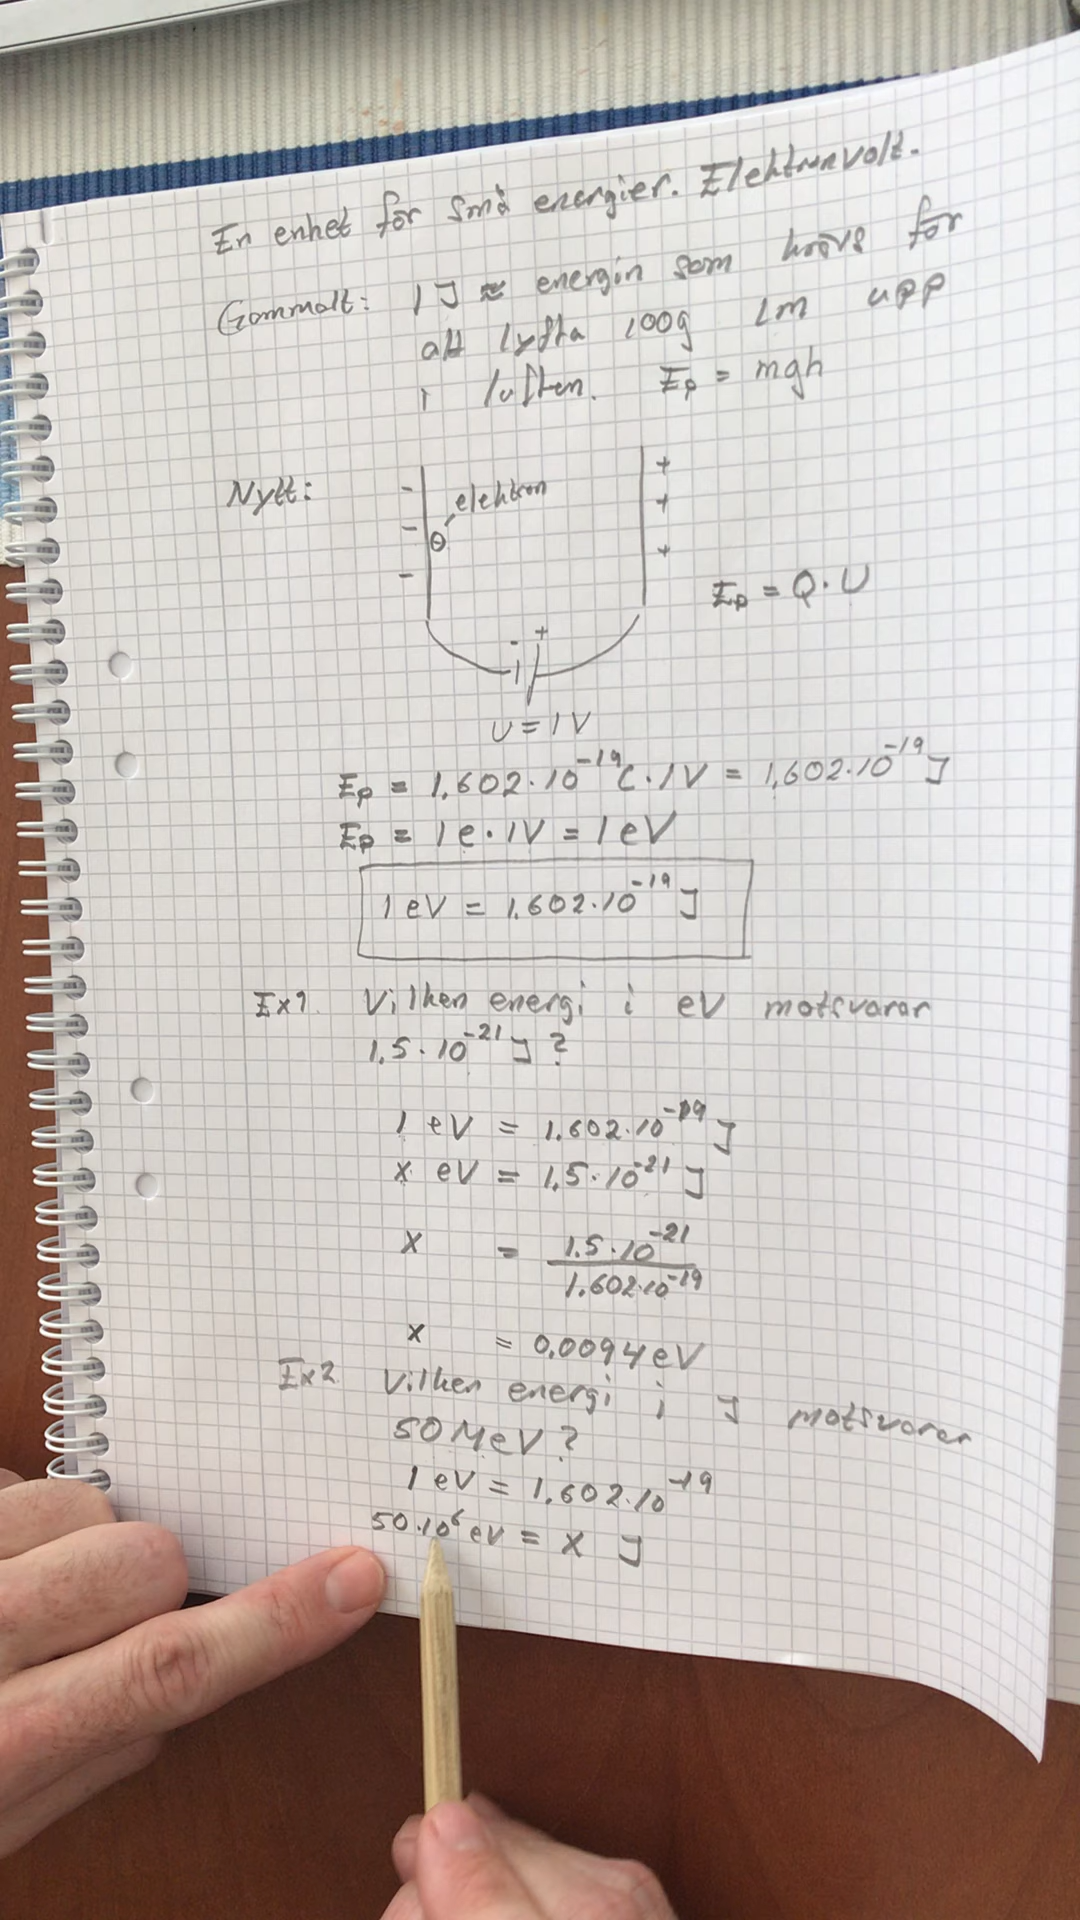 En enhet för små energier. Elektronvolt.
Gammalt: 1 J ≈ energin som krävs för
att lyfta 100g 1m upp
i luften. Ep = mgh
Nytt:
- - -
elektron
⊖
+ + +
Ep = Q·U
- +
U = 1V
Ep = 1,602·10^-19 C·1V = 1,602·10^-19 J
Ep = 1e·1V = 1eV
1 eV = 1,602·10^-19 J
Ex1. Vilken energi i eV motsvarar
1,5·10^-21 J?
1 eV = 1,602·10^-19 J
x eV = 1,5·10^-21 J
x = 1,5·10^-21 / 1,602·10^-19
x = 0,0094 eV
Ex2. Vilken energi i J motsvarar
50 MeV?
1 eV = 1,602·10^-19
50·10^6 eV = x J